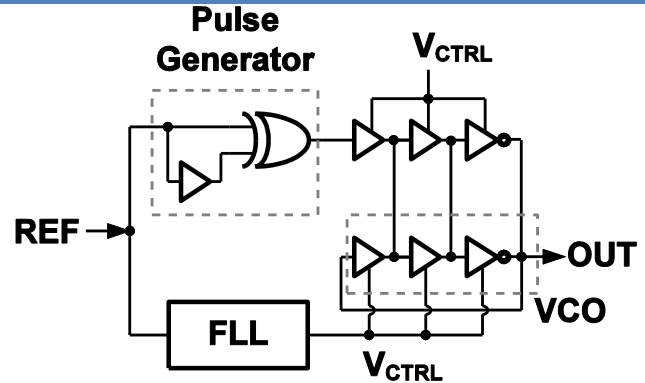 Pulse
Generator
VCTRL
REF
OUT
VCO
FLL
VCTRL